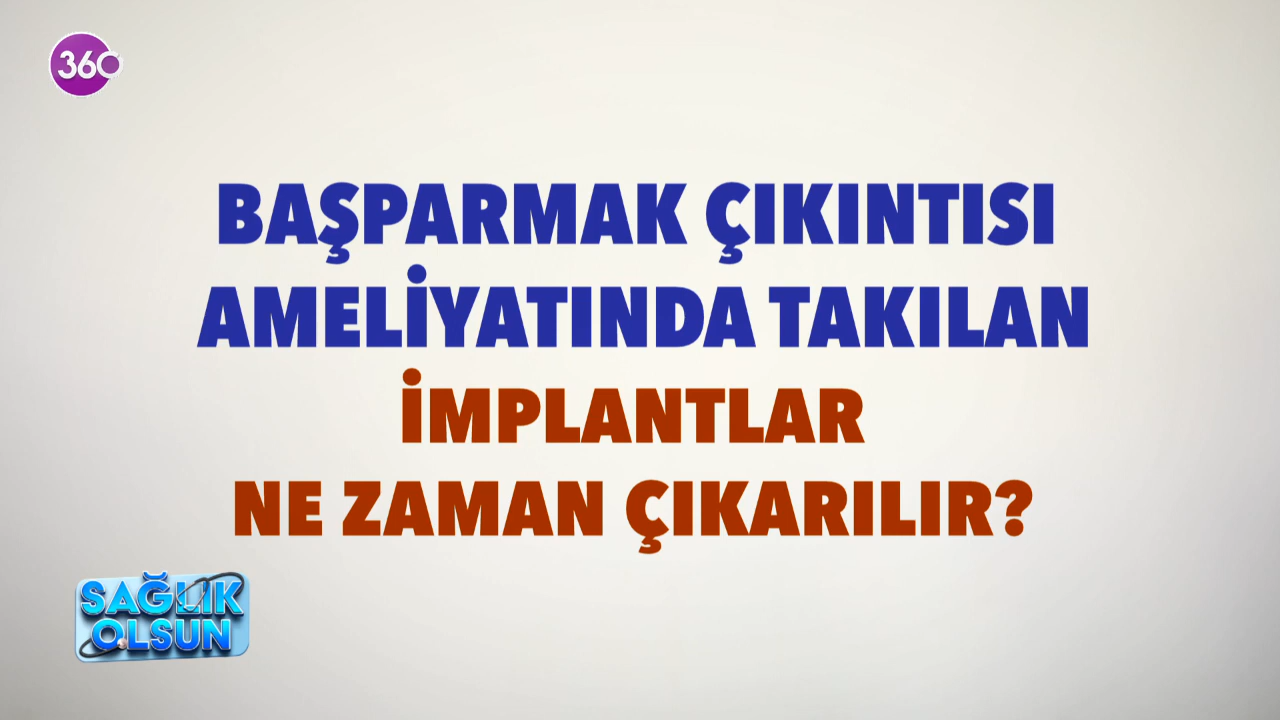 360
BAŞPARMAK ÇIKINTISI
AMELİYATINDA TAKILAN
İMPLANTLAR
NE ZAMAN ÇIKARILIR?
SAĞLIK
OLSUN